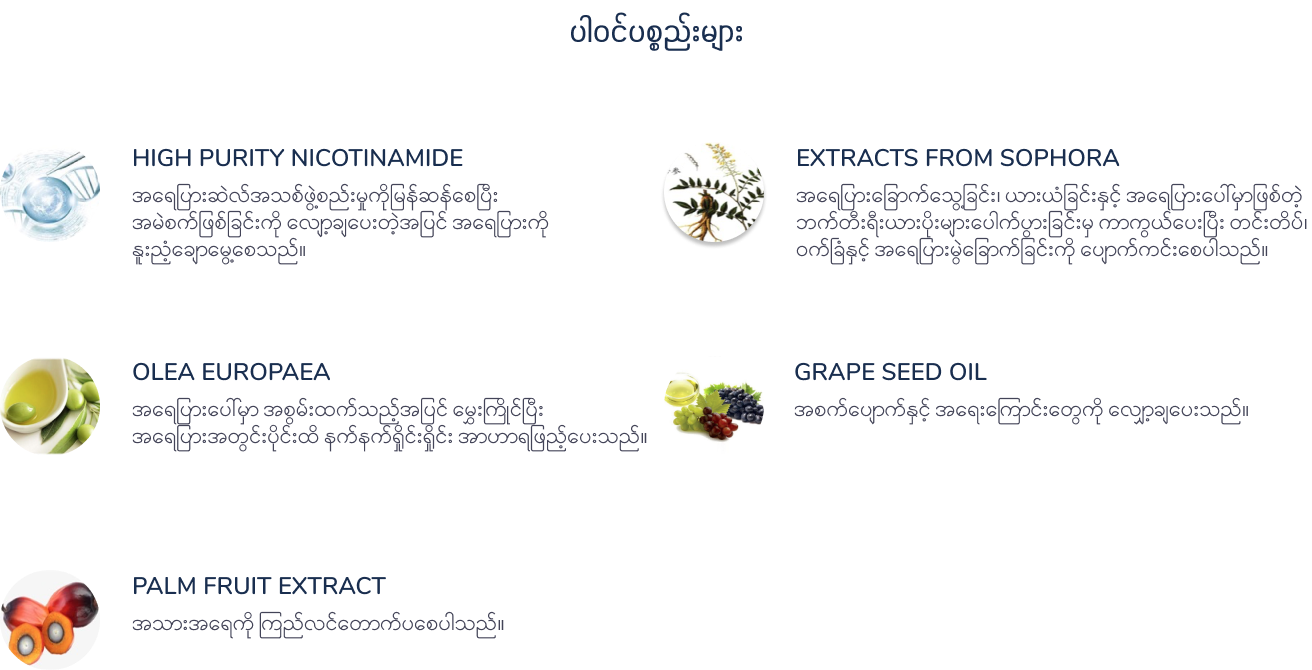 ပါဝင်ပစ္စည်းများ
HIGH PURITY NICOTINAMIDE
အရေပြားဆဲလ်အသစ်ဖွဲ့စည်းမှုကိုမြန်ဆန်စေပြီး
အမဲစက်ဖြစ်ခြင်းကို လျော့ချပေးတဲ့အပြင် အရေပြားကို
နူးညံ့ချောမွေ့စေသည်။
EXTRACTS FROM SOPHORA
အရေပြားခြောက်သွေ့ခြင်း၊ ယားယံခြင်းနှင့် အရေပြားပေါ်မှာဖြစ်တဲ့
ဘက်တီးရီးယားပိုးများပေါက်ပွားခြင်းမှ ကာကွယ်ပေးပြီး တင်းတိပ်၊
ဝက်ခြံနှင့် အရေပြားမွဲခြောက်ခြင်းကို ပျောက်ကင်းစေပါသည်။
OLEA EUROPAEA
အရေပြားပေါ်မှာ အစွမ်းထက်သည့်အပြင် မွှေးကြိုင်ပြီး
အရေပြားအတွင်းပိုင်းထိ နက်နက်ရှိုင်းရှိုင်း အာဟာရဖြည့်ပေးသည်။
GRAPE SEED OIL
အစက်ပျောက်နှင့် အရေးကြောင်းတွေကို လျှော့ချပေးသည်။
PALM FRUIT EXTRACT
အသားအရေကို ကြည်လင်တောက်ပစေပါသည်။